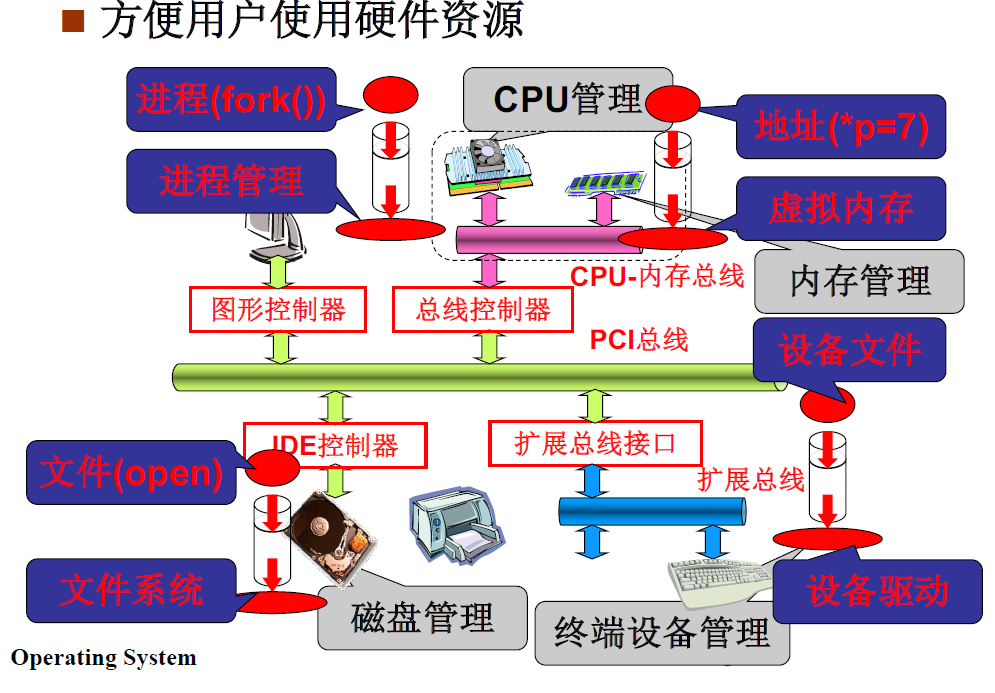 方便用户使用硬件资源
进程(fork())
CPU管理
地址(*p=7)
进程管理
虚拟内存
CPU-内存总线
内存管理
图形控制器
总线控制器
PCI总线
设备文件
IDE控制器
扩展总线接口
文件(open)
扩展总线
文件系统
设备驱动
磁盘管理
终端设备管理
Operating System